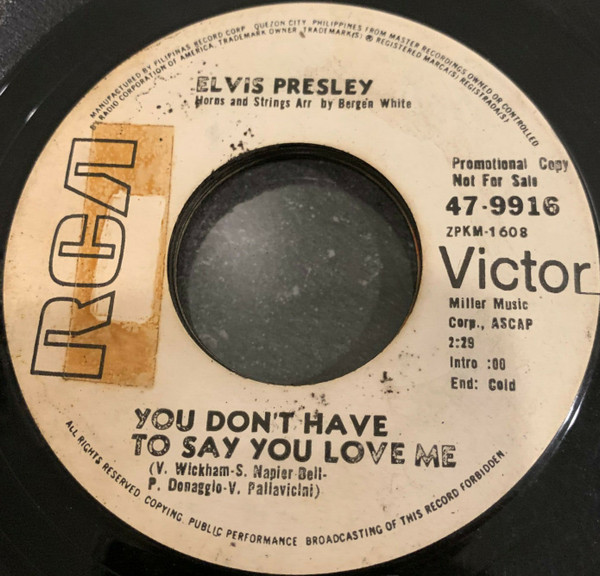 MANUFACTURED BY FILIPINAS RECORD CORP QUEZON CITY, PHILIPPINES FROM MASTER RECORDINGS OWNED OR CONTROLLED
BY RADIO CORPORATION OF AMERICA, TRADEMARK OWNER TRADEMARK(S) ® REGISTERED MARCA(S) REGISTRADA(S)
ELVIS PRESLEY
Horns and Strings Arr by Bergen White
RCA
Promotional Copy
Not For Sale
47-9916
ZPKM-1608
Victor
Miller Music
Corp., ASCAP
2:29
Intro :00
End: Cold
YOU DON'T HAVE
TO SAY YOU LOVE ME
(V. Wickham-S. Napier-Bell-
P. Donaggio-V. Pallavicini)
ALL RIGHTS RESERVED COPYING, PUBLIC PERFORMANCE BROADCASTING OF THIS RECORD FORBIDDEN.